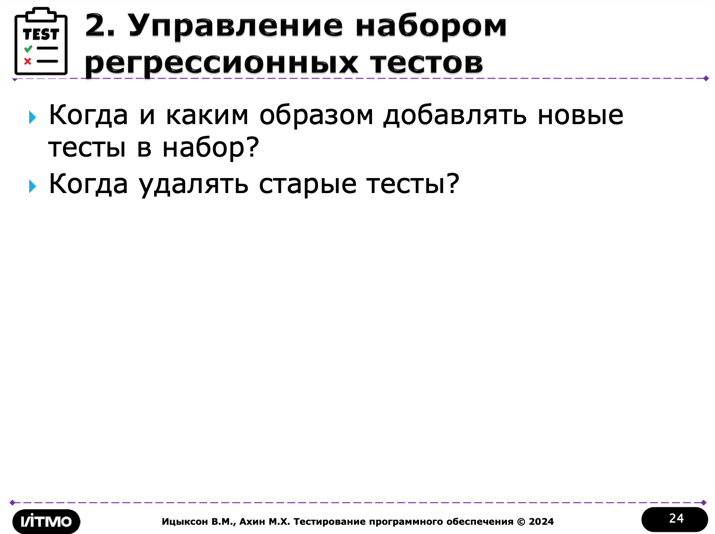 TEST
2. Управление набором
регрессионных тестов
Когда и каким образом добавлять новые
тесты в набор?
Когда удалять старые тесты?
ИТМО
Ицыксон В.М., Ахин М.Х. Тестирование программного обеспечения © 2024
24